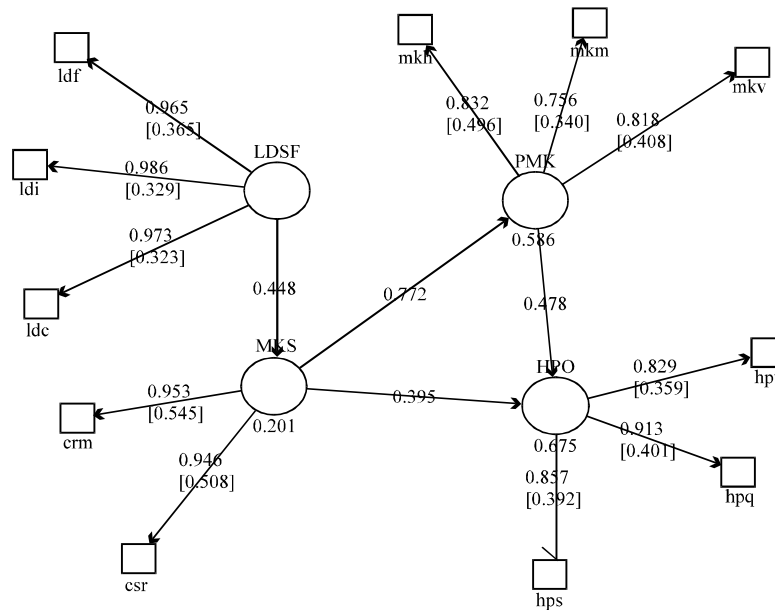 mkm
mkh
mkv
ldf
0.965
[0.365]
0.832
[0.496]
0.756
[0.340]
0.818
[0.408]
LDSF
PMK
0.986
[0.329]
ldi
0.586
0.973
[0.323]
ldc
0.448
0.772
0.478
MKS
HPO
0.829
[0.359]
0.953
[0.545]
0.395
crm
0.201
0.913
[0.401]
0.675
0.946
[0.508]
0.857
[0.392]
hpq
csr
hps